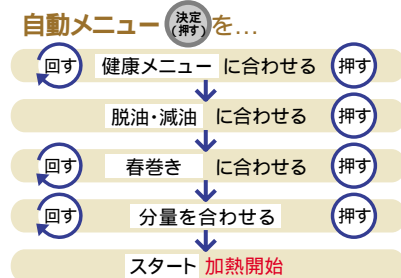 自動メニュー 決定(押す) を…
回す 健康メニュー に合わせる 押す
脱油・減油 に合わせる 押す
回す 春巻き に合わせる 押す
回す 分量を合わせる 押す
スタート 加熱開始